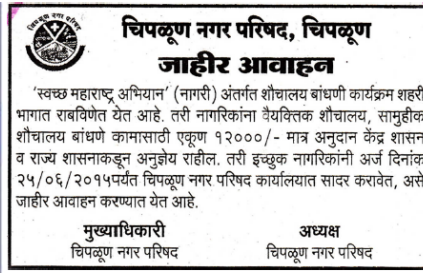 चिपळूण नगर परिषद, चिपळूण
जाहीर आवाहन
‘स्वच्छ महाराष्ट्र अभियान’ (नागरी) अंतर्गत शौचालय बांधणी कार्यक्रम शहरी
भागात राबविणेत येत आहे. तरी नागरिकांना वैयक्तिक शौचालय, सामुहीक
शौचालय बांधणे कामासाठी एकूण १२०००/- मात्र अनुदान केंद्र शासन
व राज्य शासनाकडून अनुज्ञेय राहील. तरी इच्छुक नागरिकांनी अर्ज दिनांक
२५/०६/२०१५पर्यंत चिपळूण नगर परिषद कार्यालयात सादर करावेत, असे
जाहीर आवाहन करण्यात येत आहे.
मुख्याधिकारी अध्यक्ष
चिपळूण नगर परिषद चिपळूण नगर परिषद